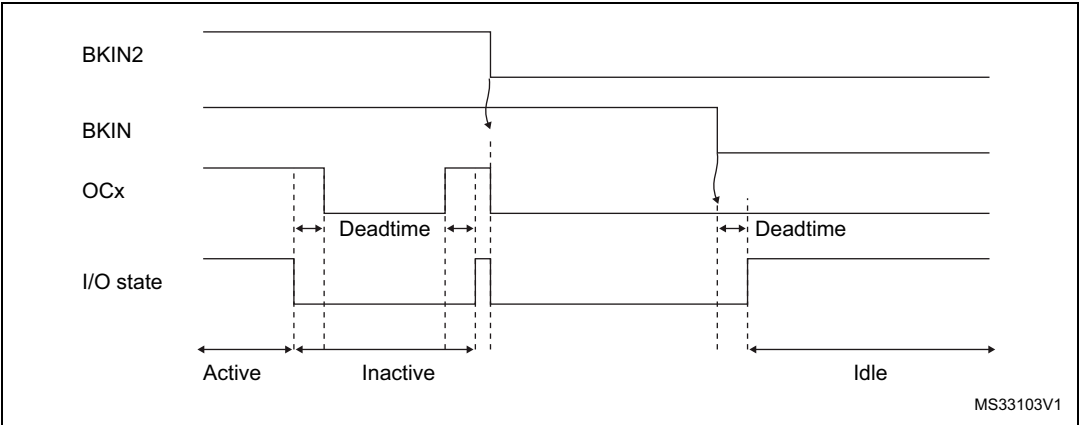 BKIN2
BKIN
OCx
Deadtime
Deadtime
I/O state
Active
Inactive
Idle
MS33103V1